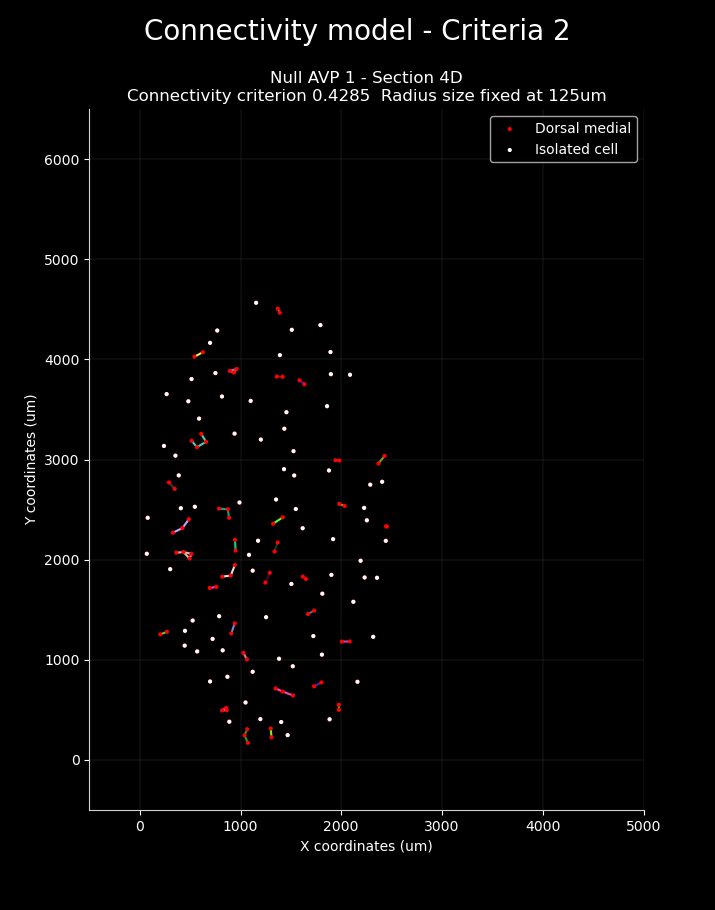 Connectivity model - Criteria 2
Null AVP 1 - Section 4D
Connectivity criterion 0.4285  Radius size fixed at 125um
Dorsal medial
Isolated cell
6000
5000
4000
3000
2000
1000
0
Y coordinates (um)
0
1000
2000
3000
4000
5000
X coordinates (um)